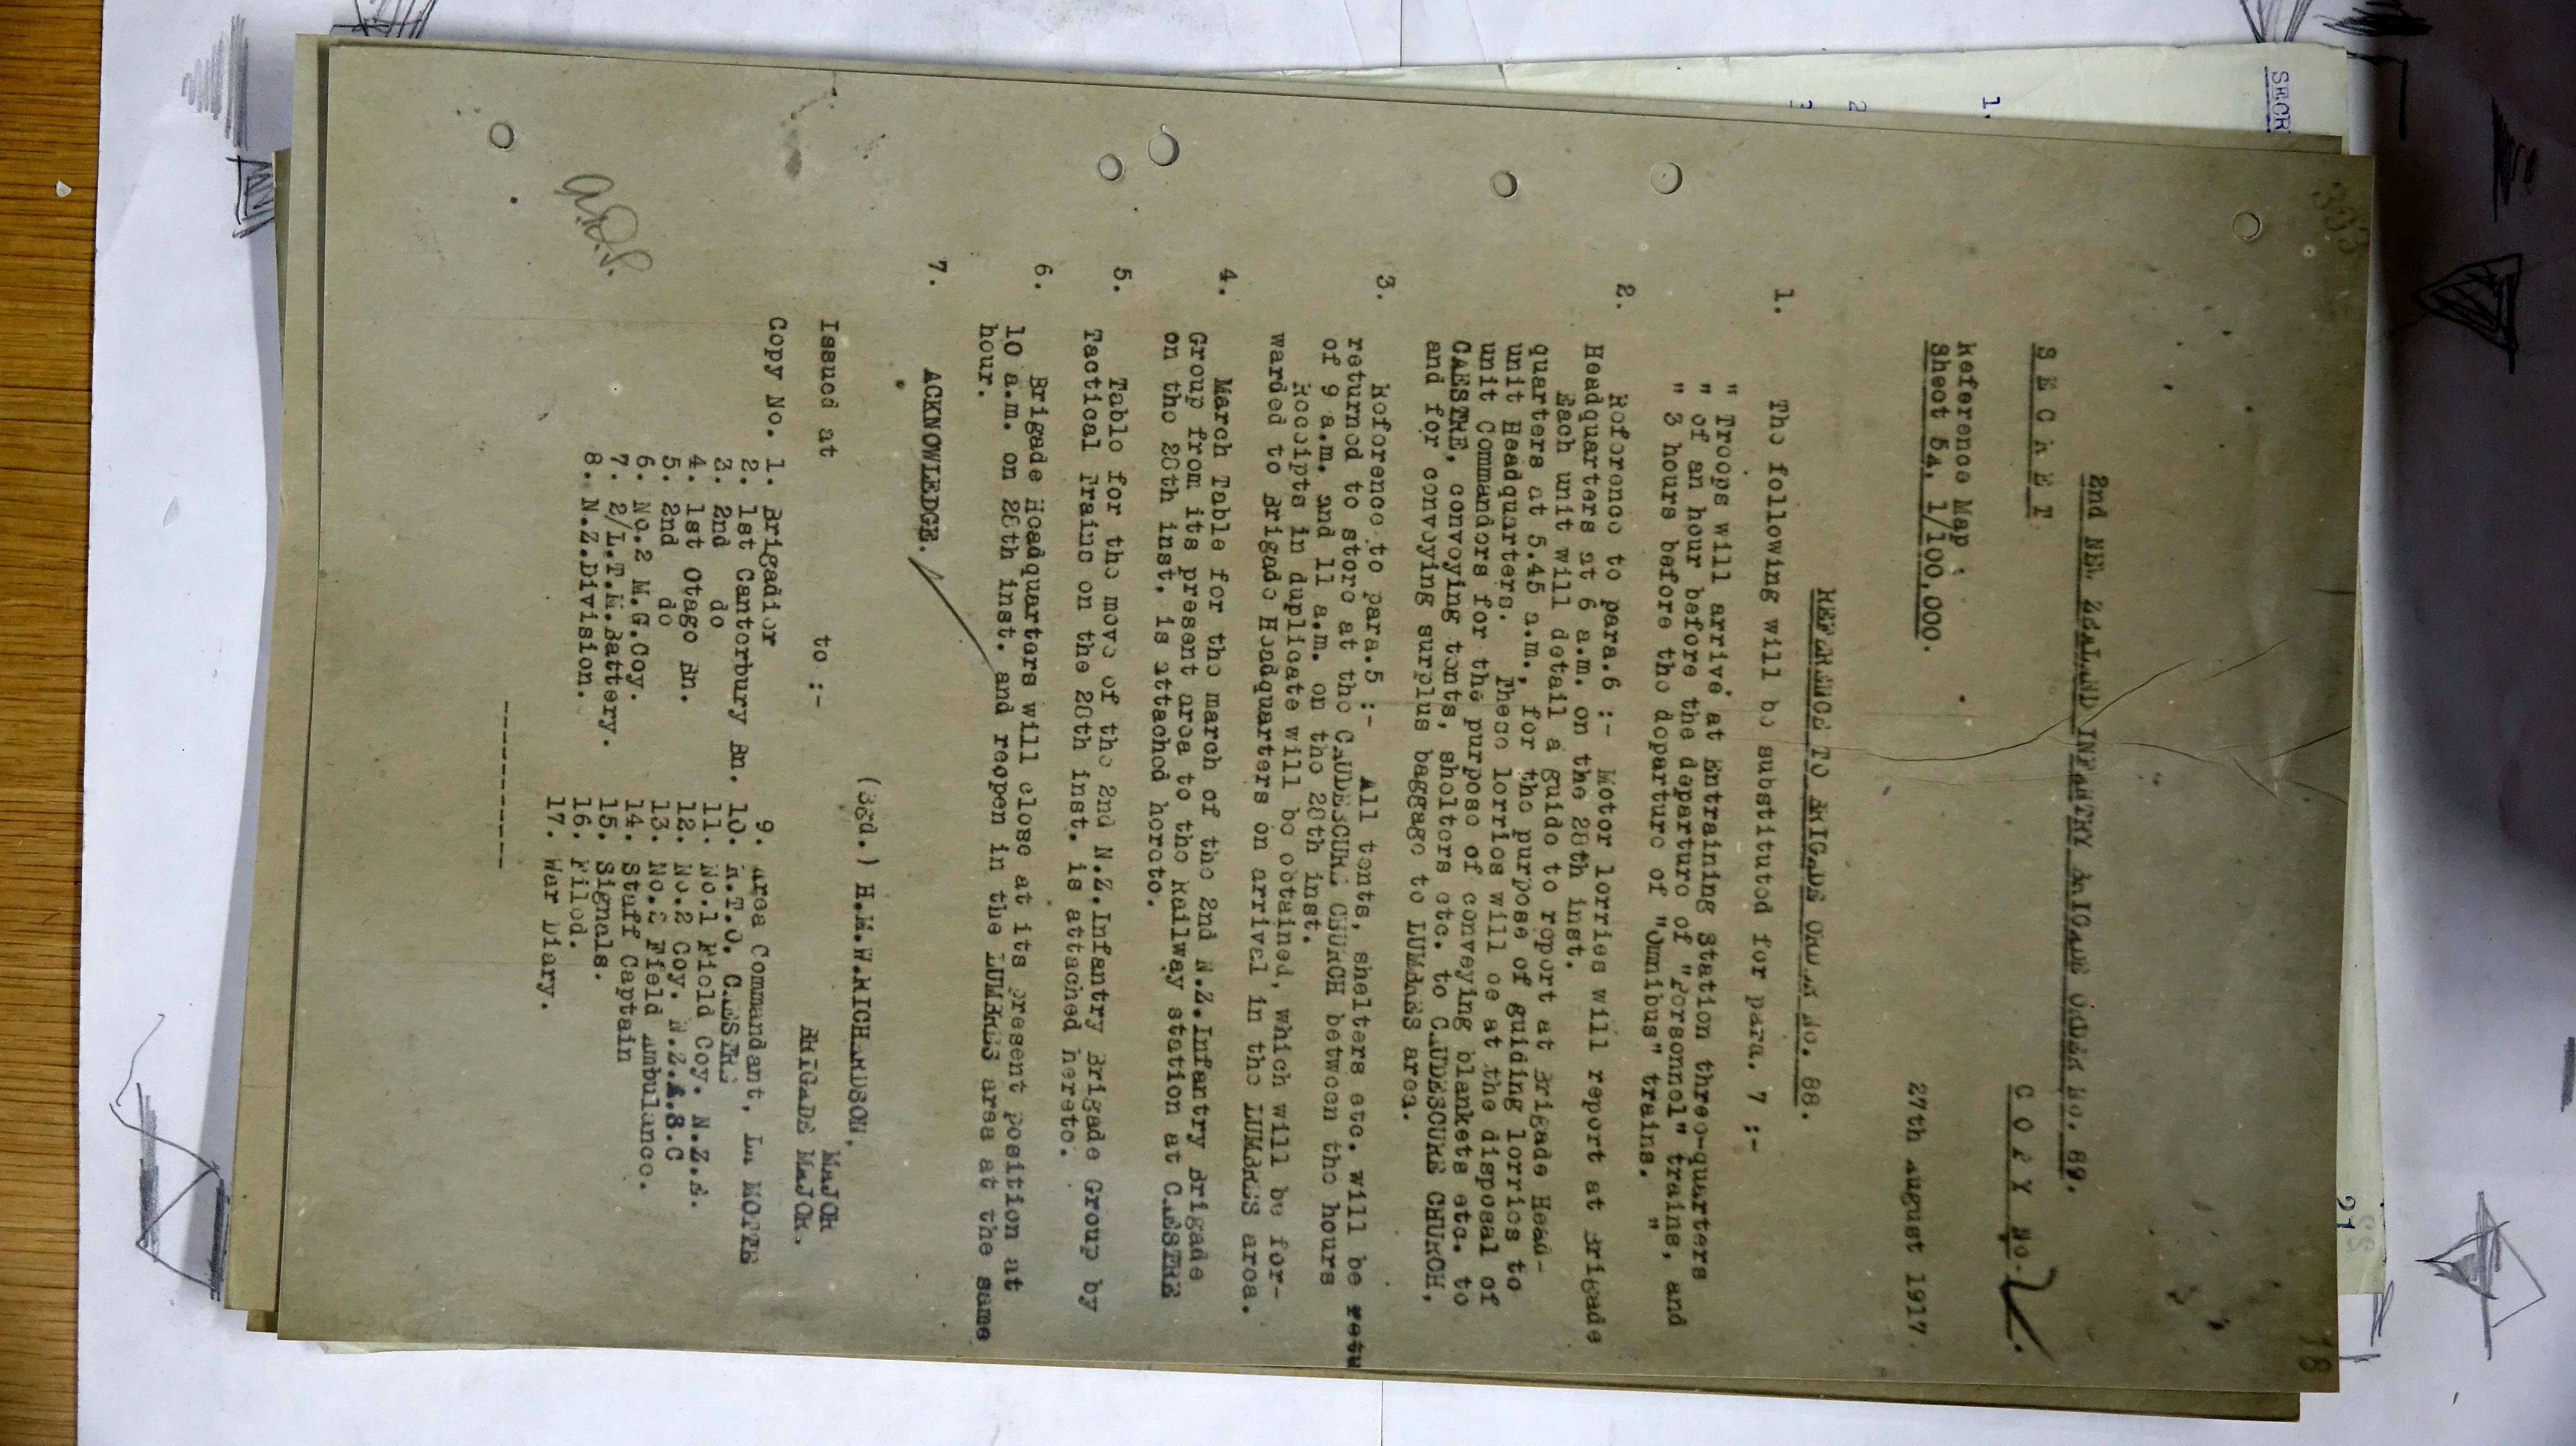 383
18
2nd NEW ZEALAND INFANTRY BRIGADE ORDER No. 89.
S E C R E T
C O P Y No.
Reference Map :
Sheet 5A. 1/100,000.
27th August 1917.
REFERENCE TO BRIGADE ORDER No. 88.
1. The following will be substituted for para. 7 :-
" Troops will arrive at Entraining Station three-quarters
" of an hour before the departure of "Personnel" trains, and
" 3 hours before the departure of "Omnibus" trains. "
2. Reference to para.6 :- Motor lorries will report at Brigade
Headquarters at 6 a.m. on the 28th inst.
Each unit will detail a guide to report at Brigade Head-
quarters at 5.45 a.m., for the purpose of guiding lorries to
unit Headquarters. These lorries will be at the disposal of
unit Commanders for the purpose of conveying blankets etc. to
CAESTRE, convoying tents, shelters etc. to CAUDESCURE CHURCH,
and for convoying surplus baggage to LUMBRES area.
3. Reference to para.5 :- All tents, shelters etc. will be retu
returned to store at the CAUDESCURE CHURCH between the hours
of 9 a.m. and 11 a.m. on the 28th inst.
Receipts in duplicate will be obtained, which will be for-
warded to Brigade Headquarters on arrival in the LUMBRES area.
4. March Table for the march of the 2nd N.Z.Infantry Brigade
Group from its present area to the Railway station at CAESTRE
on the 28th inst. is attached hereto.
5. Table for the move of the 2nd N.Z.Infantry Brigade Group by
Tactical Trains on the 28th inst. is attached hereto.
6. Brigade Headquarters will close at its present position at
10 a.m. on 28th inst. and reopen in the LUMBRES area at the same
hour.
7. ACKNOWLEDGE.
(Sgd.) H.M.W.RICHARDSON,
MAJOR
BRIGADE MAJOR.
Issued at to :-
Copy No. 1. Brigadier
2. 1st Canterbury Bn.
3. 2nd do
4. 1st Otago Bn.
5. 2nd do
6. No.2 M.G.Coy.
7. 2/L.T.M.Battery.
8. N.Z.Division.
9. Area Commandant, LA MOTTE
10. R.T.O. CAESTRE
11. No.1 Field Coy. N.Z.E.
12. No.2 Coy. N.Z.A.S.C
13. No.2 Field Ambulance.
14. Staff Captain
15. Signals.
16. Filed.
17. War Diary.
----------
SECR
1.
2
21